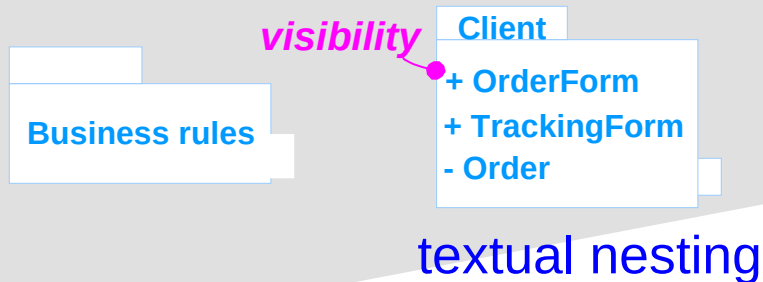 visibility
Client
+ OrderForm
+ TrackingForm
- Order
Business rules
textual nesting